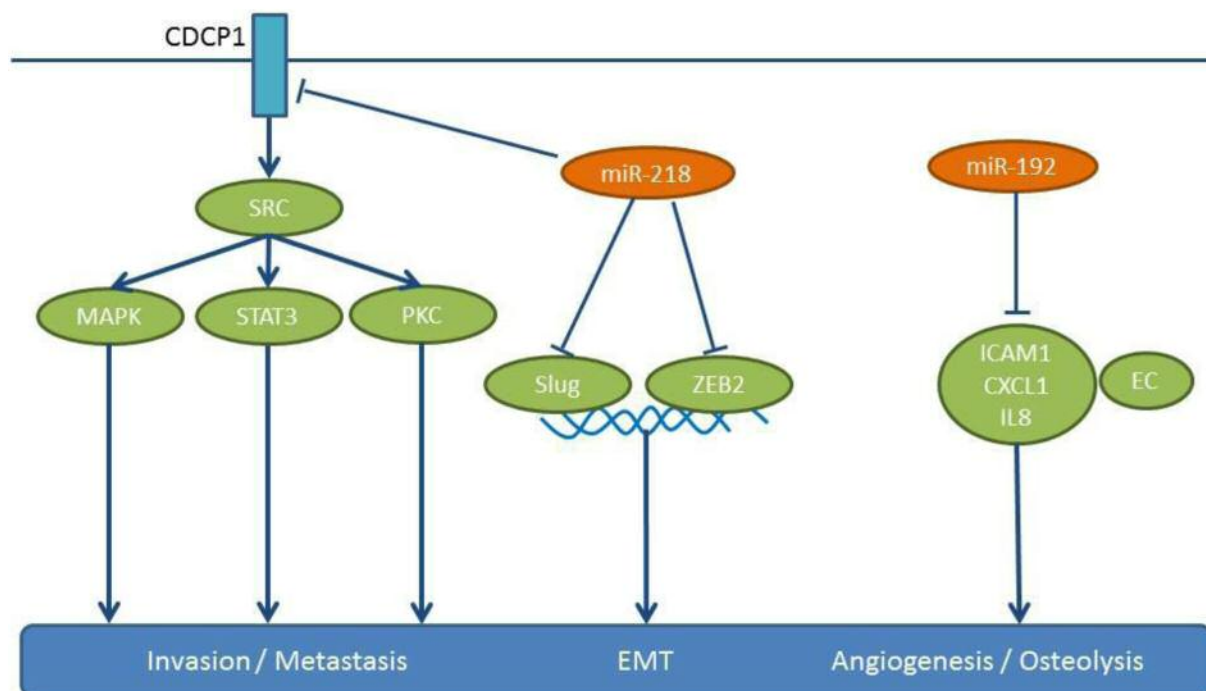 CDCP1
miR-218
miR-192
SRC
MAPK
STAT3
PKC
Slug
ZEB2
ICAM1
CXCL1
IL8
EC
Invasion / Metastasis
EMT
Angiogenesis / Osteolysis